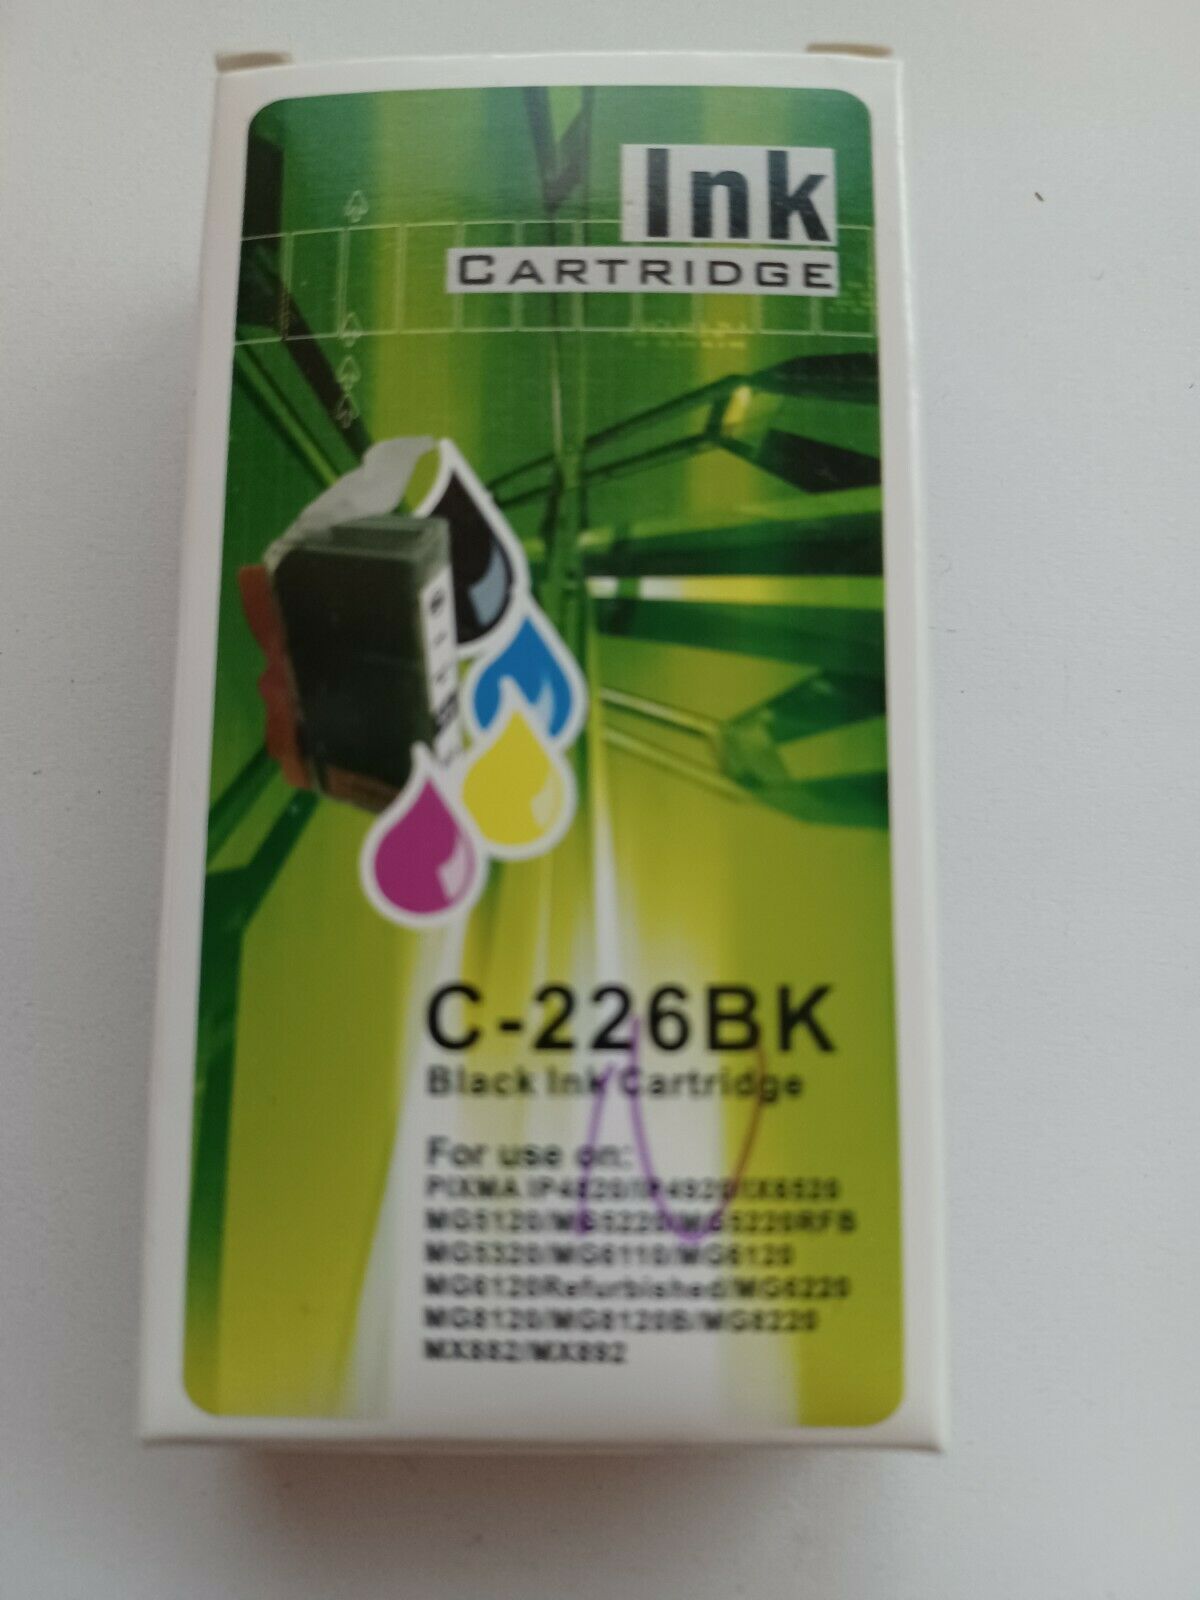 Ink
CARTRIDGE
C-226BK
Black Ink Cartridge
For use on:
PIXMA IP4820/IP4920/IX6520
MG5120/MG5220/MG5220RFB
MG5320/MG6110/MG6120
MG6120Refurbished/MG6220
MG8120/MG8120B/MG8220
MX882/MX892